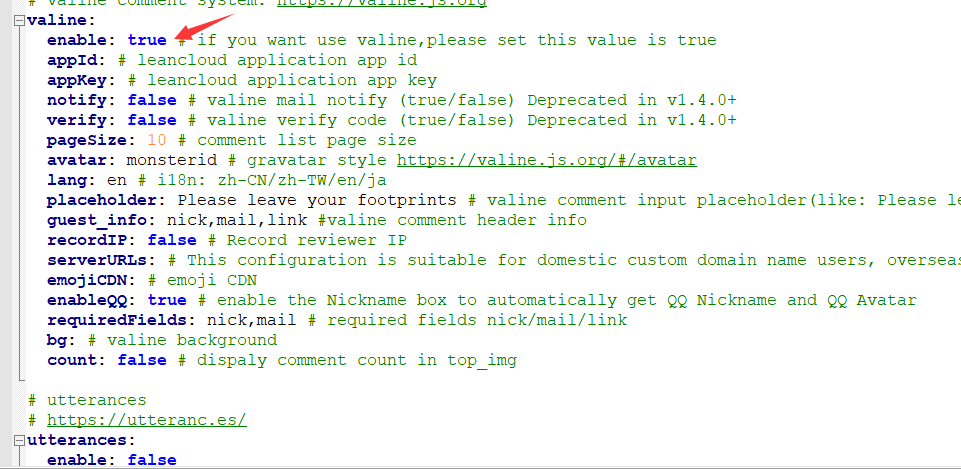 # valine comment system. https://valine.js.org
valine:
enable: true # if you want use valine,please set this value is true
appId: # leancloud application app id
appKey: # leancloud application app key
notify: false # valine mail notify (true/false) Deprecated in v1.4.0+
verify: false # valine verify code (true/false) Deprecated in v1.4.0+
pageSize: 10 # comment list page size
avatar: monsterid # gravatar style https://valine.js.org/#/avatar
lang: en # i18n: zh-CN/zh-TW/en/ja
placeholder: Please leave your footprints # valine comment input placeholder(like: Please le
guest_info: nick,mail,link #valine comment header info
recordIP: false # Record reviewer IP
serverURLs: # This configuration is suitable for domestic custom domain name users, overseas
emojiCDN: # emoji CDN
enableQQ: true # enable the Nickname box to automatically get QQ Nickname and QQ Avatar
requiredFields: nick,mail # required fields nick/mail/link
bg: # valine background
count: false # dispaly comment count in top_img
# utterances
# https://utteranc.es/
utterances:
enable: false